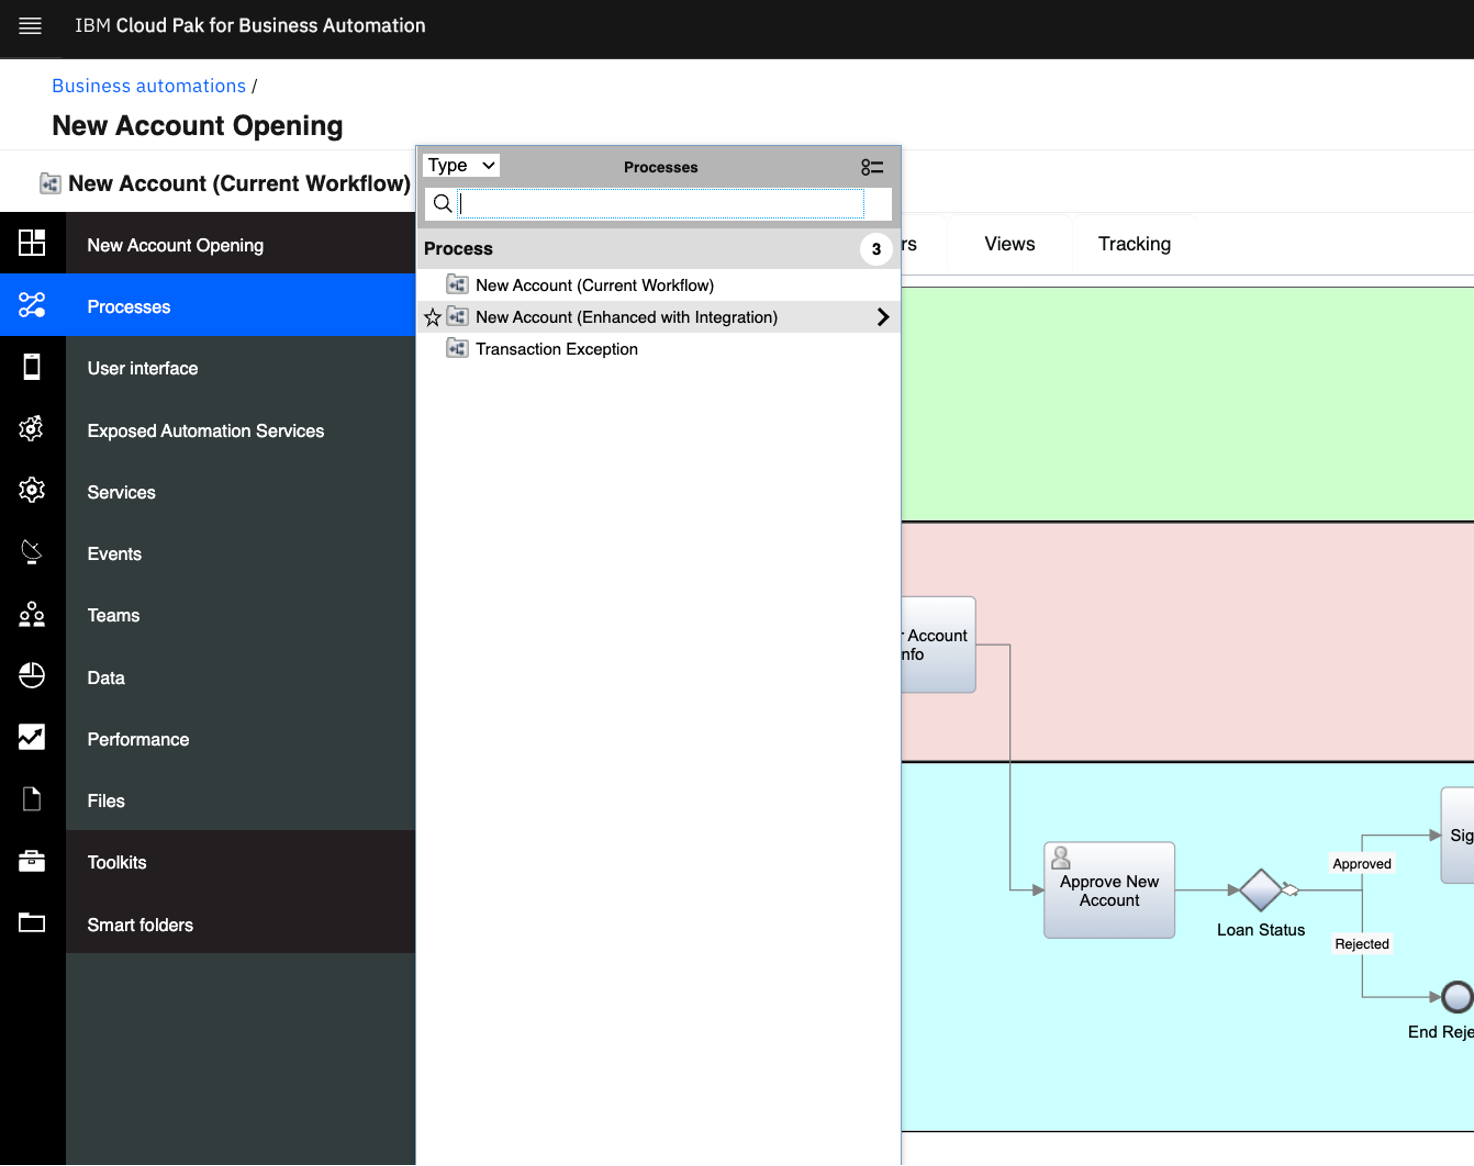 IBM Cloud Pak for Business Automation
Business automations /
New Account Opening
New Account (Current Workflow)
New Account Opening
Processes
User interface
Exposed Automation Services
Services
Events
Teams
Data
Performance
Files
Toolkits
Smart folders
Type
Processes
Process
3
New Account (Current Workflow)
New Account (Enhanced with Integration)
Transaction Exception
rs
Views
Tracking
r Account
nfo
Approve New
Account
Loan Status
Approved
Rejected
Sig
End Reje